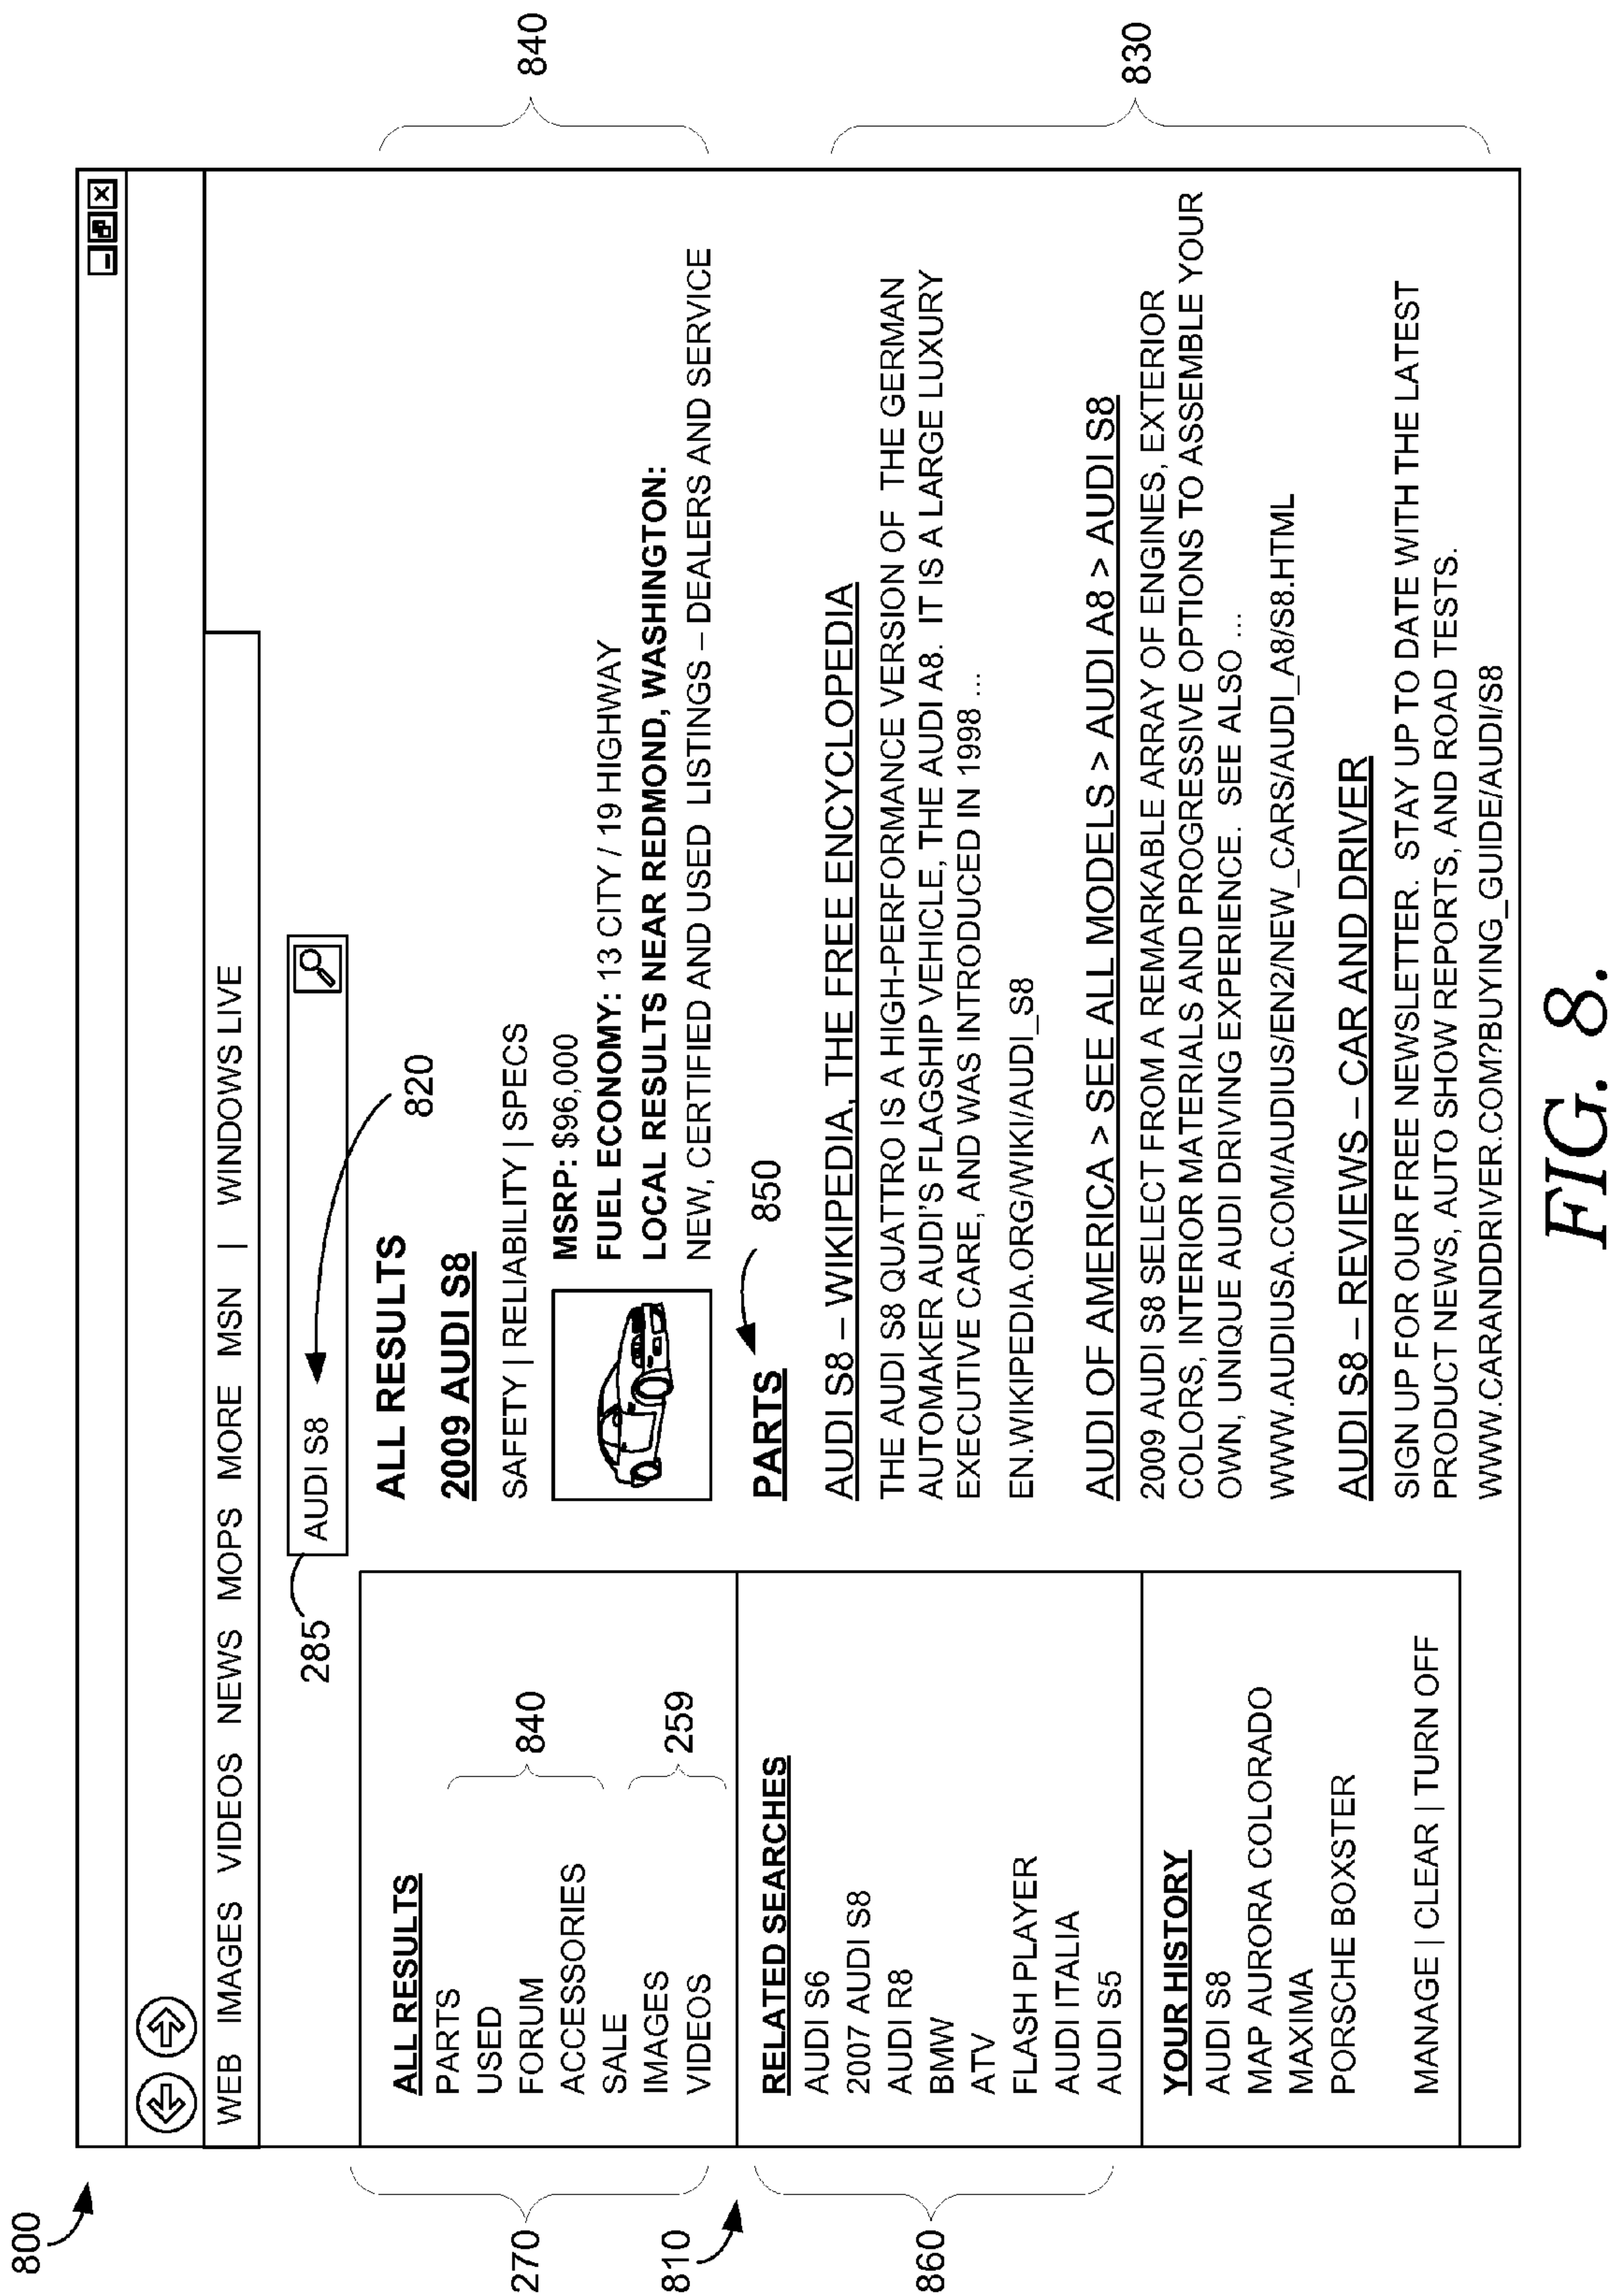 800
WEB IMAGES VIDEOS NEWS MOPS MORE MSN | WINDOWS LIVE
285
AUDI S8
820
270
ALL RESULTS
PARTS
USED
FORUM
ACCESSORIES
SALE
IMAGES
VIDEOS
840
259
810
860
RELATED SEARCHES
AUDI S6
2007 AUDI S8
AUDI R8
BMW
ATV
FLASH PLAYER
AUDI ITALIA
AUDI S5
YOUR HISTORY
AUDI S8
MAP AURORA COLORADO
MAXIMA
PORSCHE BOXSTER
MANAGE | CLEAR | TURN OFF
ALL RESULTS
2009 AUDI S8
SAFETY | RELIABILITY | SPECS
MSRP: $96,000
FUEL ECONOMY: 13 CITY / 19 HIGHWAY
LOCAL RESULTS NEAR REDMOND, WASHINGTON:
NEW, CERTIFIED AND USED LISTINGS – DEALERS AND SERVICE
840
PARTS
850
AUDI S8 – WIKIPEDIA, THE FREE ENCYCLOPEDIA
THE AUDI S8 QUATTRO IS A HIGH-PERFORMANCE VERSION OF THE GERMAN
AUTOMAKER AUDI'S FLAGSHIP VEHICLE, THE AUDI A8. IT IS A LARGE LUXURY
EXECUTIVE CARE, AND WAS INTRODUCED IN 1998 ...
EN.WIKIPEDIA.ORG/WIKI/AUDI_S8
AUDI OF AMERICA > SEE ALL MODELS > AUDI A8 > AUDI S8
2009 AUDI S8 SELECT FROM A REMARKABLE ARRAY OF ENGINES, EXTERIOR
COLORS, INTERIOR MATERIALS AND PROGRESSIVE OPTIONS TO ASSEMBLE YOUR
OWN, UNIQUE AUDI DRIVING EXPERIENCE. SEE ALSO ...
WWW.AUDIUSA.COM/AUDIUS/EN2/NEW_CARS/AUDI_A8/S8.HTML
AUDI S8 – REVIEWS – CAR AND DRIVER
SIGN UP FOR OUR FREE NEWSLETTER. STAY UP TO DATE WITH THE LATEST
PRODUCT NEWS, AUTO SHOW REPORTS, AND ROAD TESTS.
WWW.CARANDDRIVER.COM?BUYING_GUIDE/AUDI/S8
830
FIG. 8.